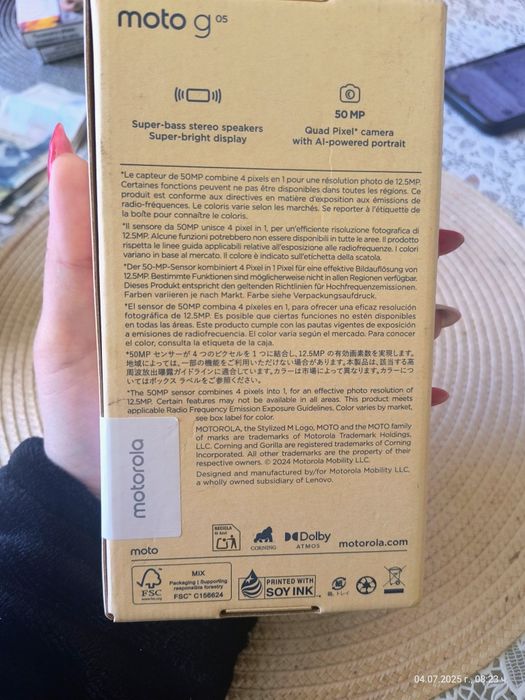 moto g 05
50 MP
Super-bass stereo speakers
Super-bright display
Quad Pixel* camera
with AI-powered portrait
*Le capteur de 50MP combine 4 pixels en 1 pour une résolution photo de 12.5MP.
Certaines fonctions peuvent ne pas être disponibles dans toutes les régions. Ce
produit est conforme aux directives en matière d'exposition aux émissions de
radio-fréquences. Le coloris varie selon les marchés. Se reporter à l'étiquette de
la boîte pour connaître le coloris.
*Il sensore da 50MP unisce 4 pixel in 1, per un'efficiente risoluzione fotografica di
12.5MP. Alcune funzioni potrebbero non essere disponibili in tutte le aree. Il prodotto
rispetta le linee guida applicabili relative all'esposizione alle radiofrequenze. I colori
variano in base al mercato. Il colore è indicato sull'etichetta della scatola.
*Der 50-MP-Sensor kombiniert 4 Pixel in 1 Pixel für eine effektive Bildauflösung von
12.5MP. Bestimmte Funktionen sind möglicherweise nicht in allen Regionen verfügbar.
Dieses Produkt entspricht den geltenden Richtlinien für Hochfrequenzemissionen.
Farben variieren je nach Markt. Farbe siehe Verpackungsaufdruck.
*El sensor de 50MP combina 4 píxeles en 1, para ofrecer una eficaz resolución
fotográfica de 12.5MP. Es posible que ciertas funciones no estén disponibles
en todas las áreas. Este producto cumple con las pautas vigentes de exposición
a emisiones de radiofrecuencia. El color varía según el mercado. Para conocer
el color, consulta la etiqueta de la caja.
*50MP センサーが 4 つのピクセルを 1 つに結合し、12.5MP の有効画素数を実現します。
地域によっては、一部の機能をご利用いただけない場合があります。本製品は、該当する高
周波放出曝露ガイドラインに適合しています。カラーは市場によって異なります。カラーにつ
いてはボックス ラベルをご参照ください。
*The 50MP sensor combines 4 pixels into 1, for an effective photo resolution of
12.5MP. Certain features may not be available in all areas. This product meets
applicable Radio Frequency Emission Exposure Guidelines. Color varies by market,
see box label for color.
MOTOROLA, the Stylized M Logo, MOTO and the MOTO family
of marks are trademarks of Motorola Trademark Holdings,
LLC. Corning and Gorilla are registered trademarks of Corning
Incorporated. All other trademarks are the property of their
respective owners. © 2024 Motorola Mobility LLC.
Designed and manufactured by/for Motorola Mobility LLC,
a wholly owned subsidiary of Lenovo.
motorola
RECICLA
CORNING
Dolby
ATMOS
motorola.com
moto
FSC
www.fsc.org
MIX
Packaging | Supporting
responsible forestry
FSC™ C156624
PRINTED WITH
SOY INK
箱, トレイ
04.07.2025 г., 08:23 ч.